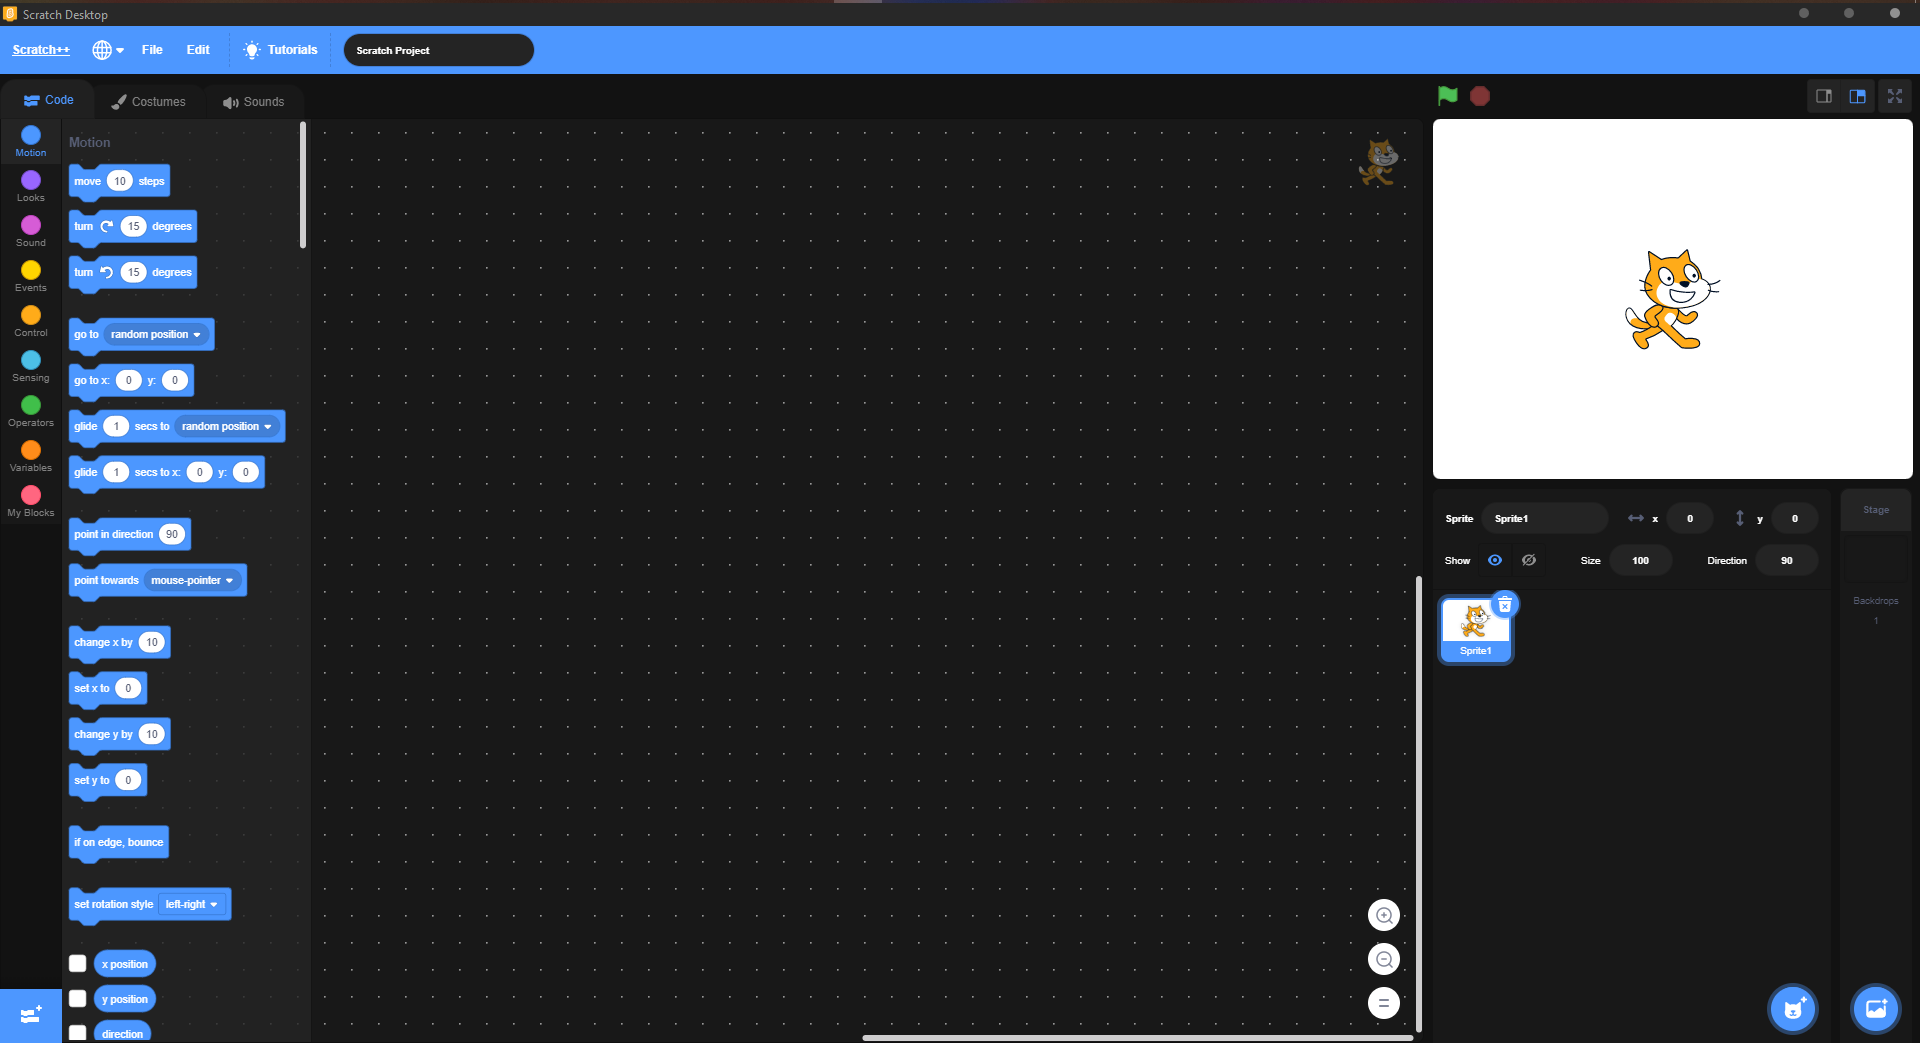 Scratch Desktop
Scratch++ File Edit Tutorials Scratch Project
Code Costumes Sounds
Motion
Looks
Sound
Events
Control
Sensing
Operators
Variables
My Blocks
Motion
move 10 steps
turn 15 degrees
turn 15 degrees
go to random position
go to x: 0 y: 0
glide 1 secs to random position
glide 1 secs to x: 0 y: 0
point in direction 90
point towards mouse-pointer
change x by 10
set x to 0
change y by 10
set y to 0
if on edge, bounce
set rotation style left-right
x position
y position
direction
Sprite Sprite1 x 0 y 0
Show Size 100 Direction 90
Sprite1
Stage
Backdrops
1